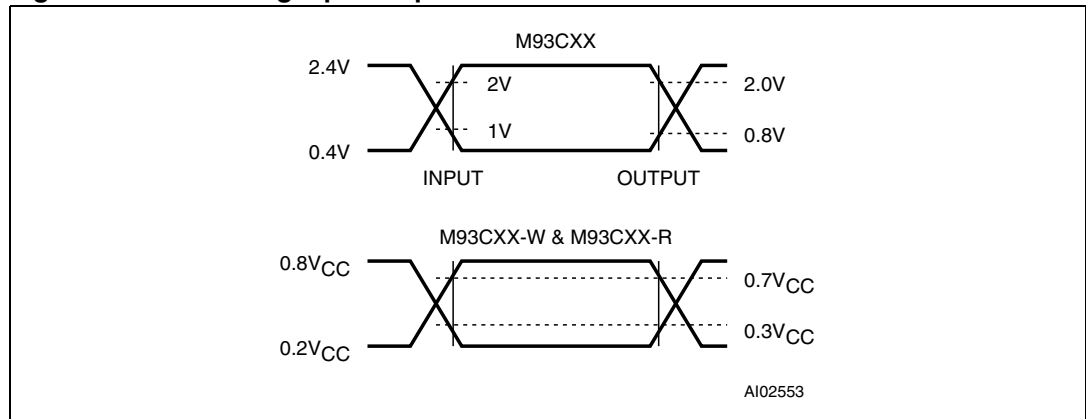 M93CXX
2.4V
2V
2.0V
1V
0.8V
0.4V
INPUT OUTPUT
M93CXX-W & M93CXX-R
0.8VCC
0.7VCC
0.3VCC
0.2VCC
AI02553